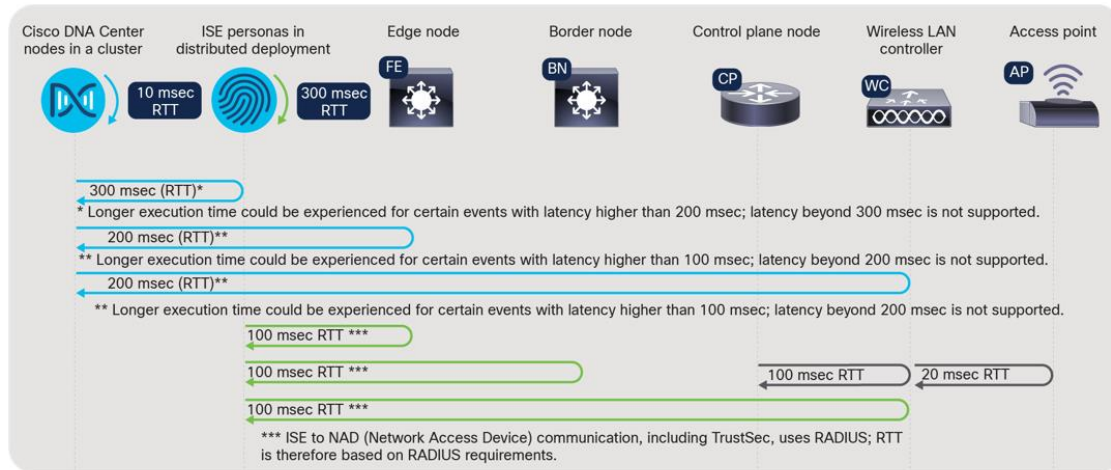 Cisco DNA Center
nodes in a cluster
ISE personas in
distributed deployment
Edge node
Border node
Control plane node
Wireless LAN
controller
Access point
10 msec
RTT
300 msec
RTT
FE
BN
CP
WC
AP
300 msec (RTT)*
* Longer execution time could be experienced for certain events with latency higher than 200 msec; latency beyond 300 msec is not supported.
200 msec (RTT)**
** Longer execution time could be experienced for certain events with latency higher than 100 msec; latency beyond 200 msec is not supported.
200 msec (RTT)**
** Longer execution time could be experienced for certain events with latency higher than 100 msec; latency beyond 200 msec is not supported.
100 msec RTT ***
100 msec RTT ***
100 msec RTT
20 msec RTT
100 msec RTT ***
*** ISE to NAD (Network Access Device) communication, including TrustSec, uses RADIUS; RTT
is therefore based on RADIUS requirements.